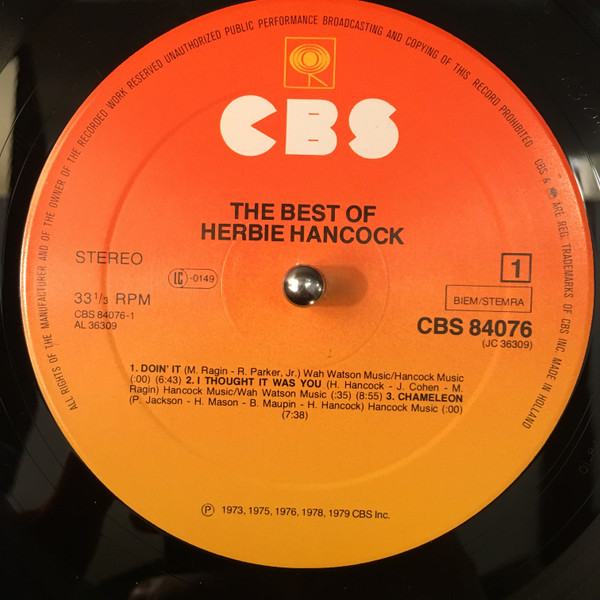 ALL RIGHTS OF THE MANUFACTURER AND OF THE OWNER OF THE RECORDED WORK RESERVED UNAUTHORIZED PUBLIC PERFORMANCE BROADCASTING AND COPYING OF THIS RECORD PROHIBITED CBS & ARE REG. TRADEMARKS OF CBS INC. MADE IN HOLLAND
CBS
THE BEST OF
HERBIE HANCOCK
STEREO
LC -0149
1
33 1/3 RPM
BIEM/STEMRA
CBS 84076-1
CBS 84076
AL 36309
(JC 36309)
1. DOIN' IT (M. Ragin - R. Parker, Jr.) Wah Watson Music/Hancock Music
(:00) (6:43) 2. I THOUGHT IT WAS YOU (H. Hancock - J. Cohen - M.
Ragin) Hancock Music/Wah Watson Music (:35) (8:55) 3. CHAMELEON
(P. Jackson - H. Mason - B. Maupin - H. Hancock) Hancock Music (:00)
(7:38)
℗ 1973, 1975, 1976, 1978, 1979 CBS Inc.